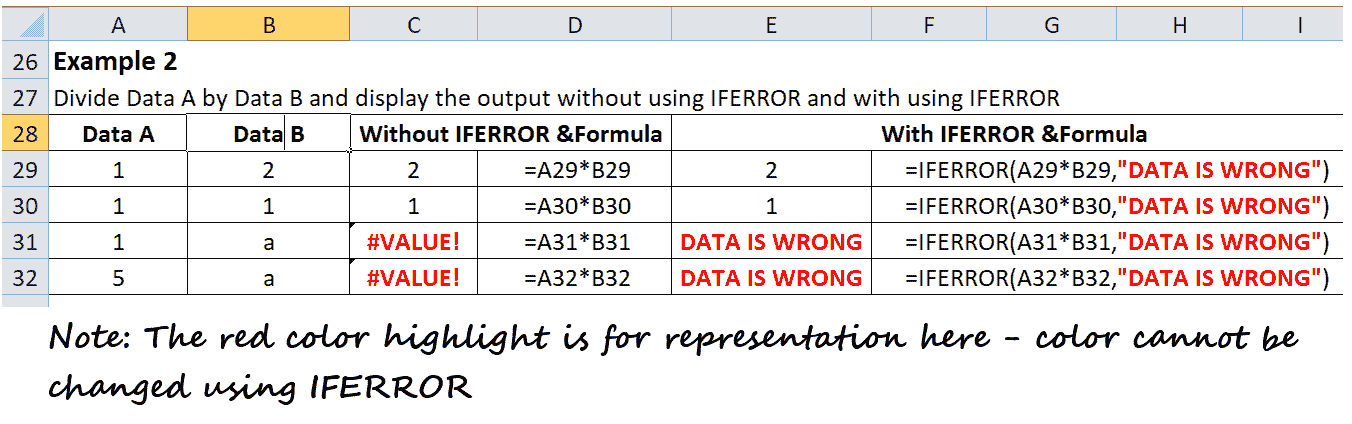 A B C D E F G H I
26 Example 2
27 Divide Data A by Data B and display the output without using IFERROR and with using IFERROR
28 Data A Data B Without IFERROR &Formula With IFERROR &Formula
29 1 2 2 =A29*B29 2 =IFERROR(A29*B29,"DATA IS WRONG")
30 1 1 1 =A30*B30 1 =IFERROR(A30*B30,"DATA IS WRONG")
31 1 a #VALUE! =A31*B31 DATA IS WRONG =IFERROR(A31*B31,"DATA IS WRONG")
32 5 a #VALUE! =A32*B32 DATA IS WRONG =IFERROR(A32*B32,"DATA IS WRONG")
Note: The red color highlight is for representation here - color cannot be
changed using IFERROR